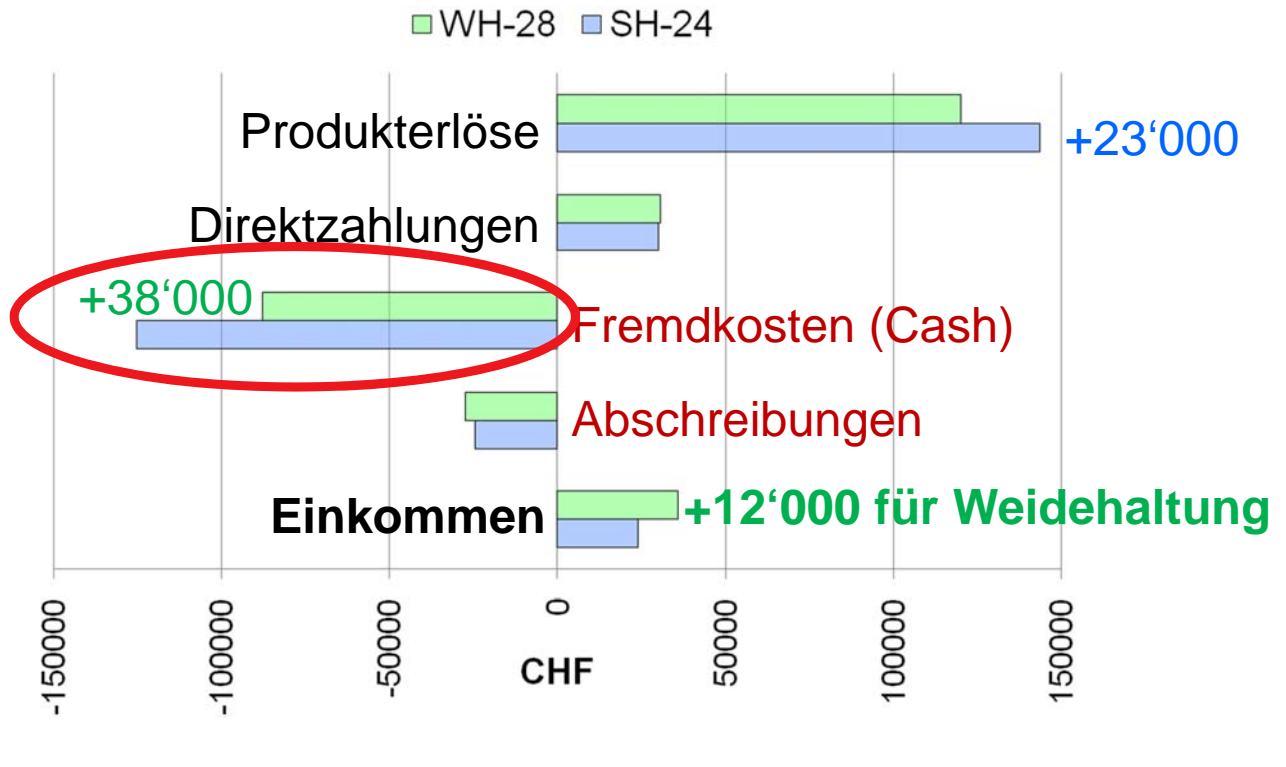 WH-28 SH-24
Produkterlöse +23‘000
Direktzahlungen
+38‘000 Fremdkosten (Cash)
Abschreibungen
Einkommen +12‘000 für Weidehaltung
-150000 -100000 -50000 0 50000 100000 150000
CHF